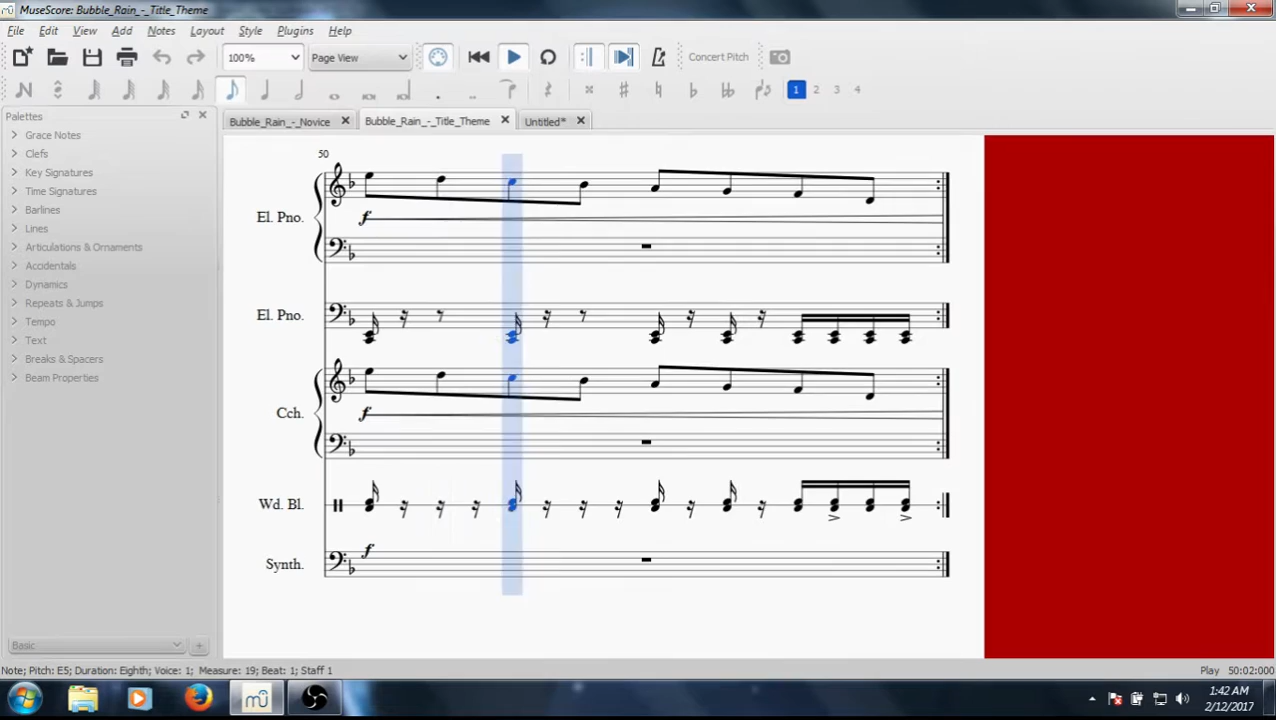 MuseScore: Bubble_Rain_-_Title_Theme
File Edit View Add Notes Layout Style Plugins Help
100% Page View Concert Pitch
1 2 3 4
Palettes
Bubble_Rain_-_Novice Bubble_Rain_-_Title_Theme Untitled*
Grace Notes
Clefs
Key Signatures
Time Signatures
Barlines
Lines
Articulations & Ornaments
Accidentals
Dynamics
Repeats & Jumps
Tempo
Text
Breaks & Spacers
Beam Properties
Basic
50
El. Pno.
f
El. Pno.
Cch.
f
Wd. Bl.
f
Synth.
Note; Pitch: E5; Duration: Eighth; Voice: 1; Measure: 19; Beat: 1; Staff 1
Play 50:02:000
1:42 AM
2/12/2017